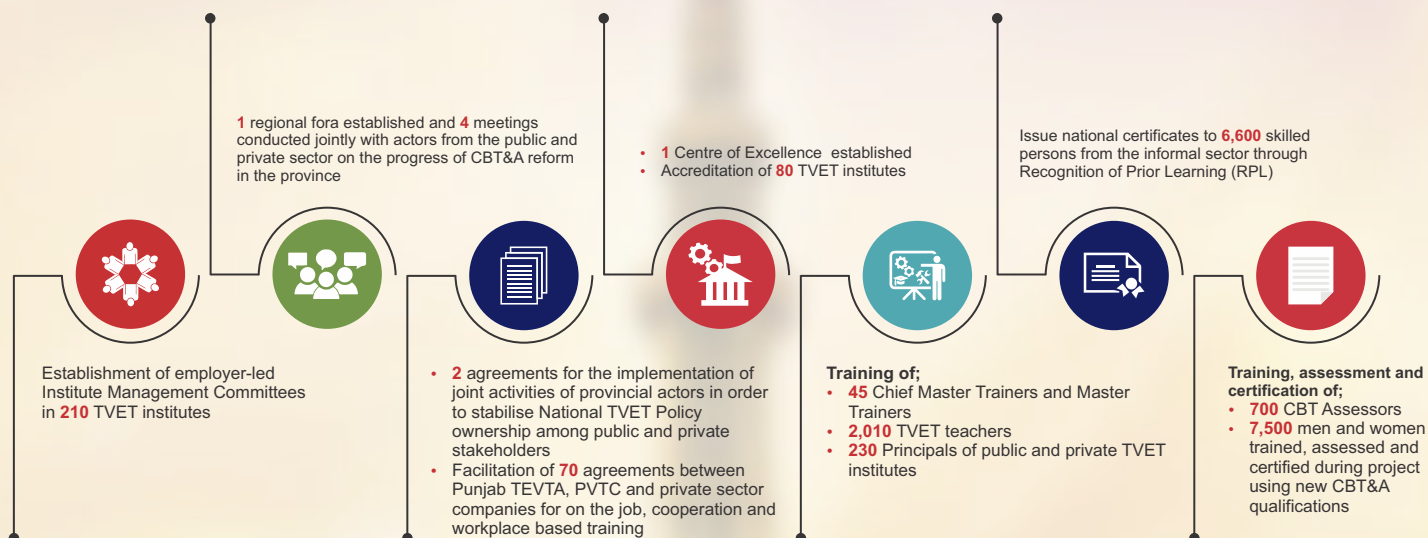 Establishment of employer-led
Institute Management Committees
in 210 TVET institutes
1 regional fora established and 4 meetings
conducted jointly with actors from the public and
private sector on the progress of CBT&A reform
in the province
• 2 agreements for the implementation of
joint activities of provincial actors in order
to stabilise National TVET Policy
ownership among public and private
stakeholders
• Facilitation of 70 agreements between
Punjab TEVTA, PVTC and private sector
companies for on the job, cooperation and
workplace based training
• 1 Centre of Excellence established
• Accreditation of 80 TVET institutes
Training of;
• 45 Chief Master Trainers and Master
Trainers
• 2,010 TVET teachers
• 230 Principals of public and private TVET
institutes
Issue national certificates to 6,600 skilled
persons from the informal sector through
Recognition of Prior Learning (RPL)
Training, assessment and
certification of;
• 700 CBT Assessors
• 7,500 men and women
trained, assessed and
certified during project
using new CBT&A
qualifications